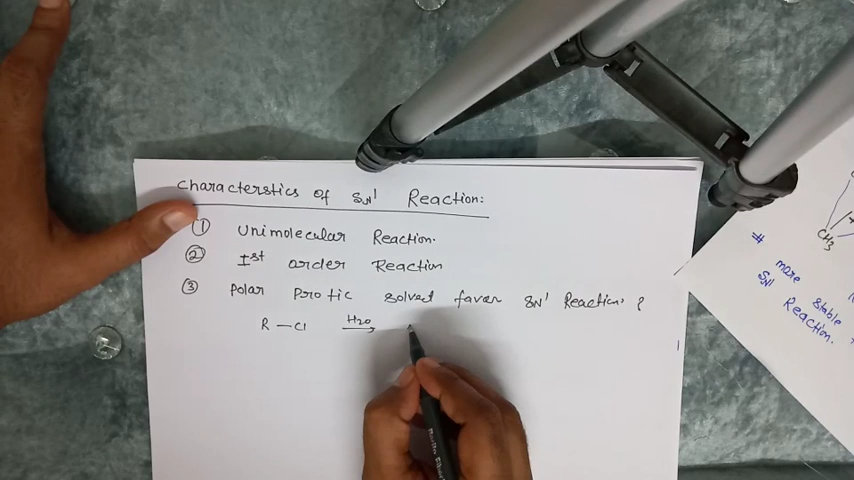 Characterstics of SN1 Reaction:
① Unimolecular Reaction.
② Ist order Reaction
③ Polar Protic solvent favor SN1 Reaction ?
R—Cl H2O →
CH3
# more stable
SN1 Reaction.